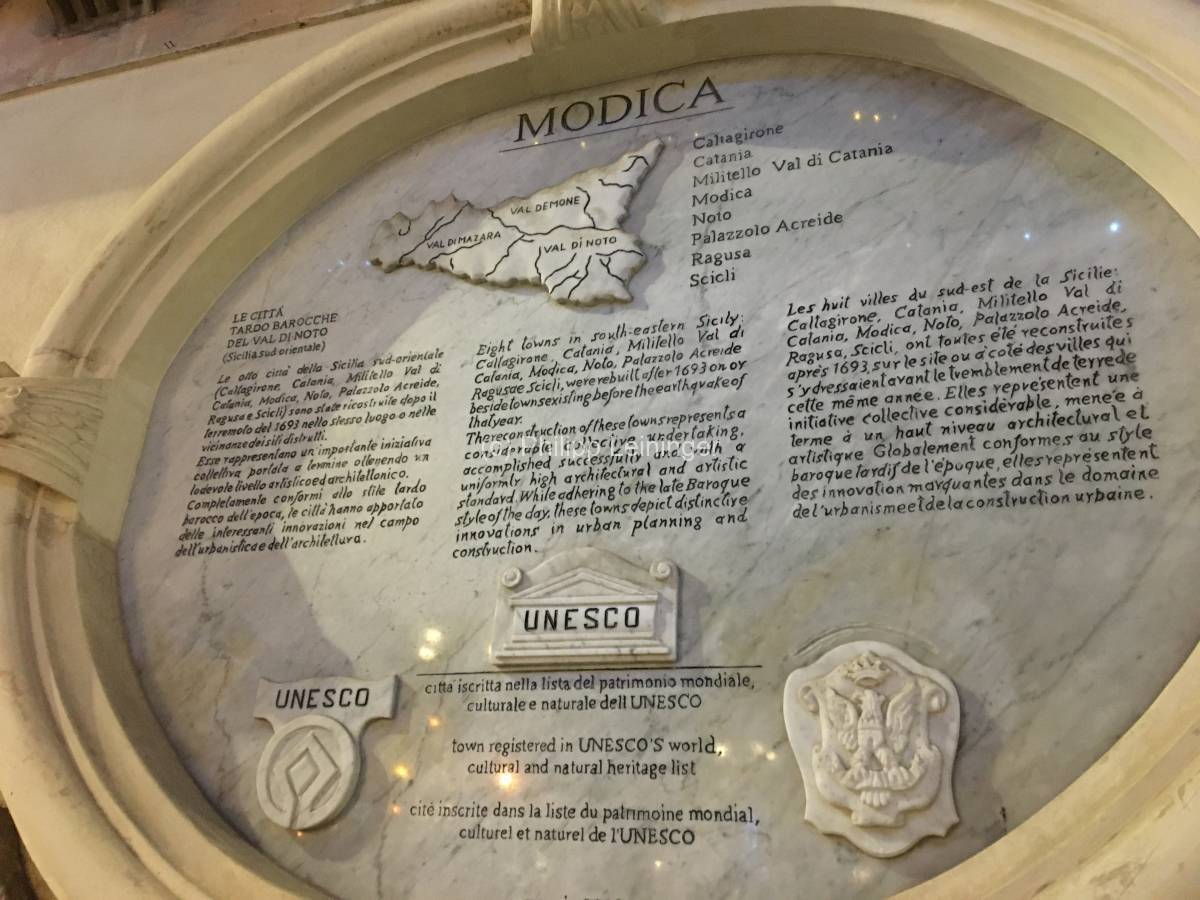 MODICA
Caltagirone
Catania
Militello Val di Catania
Modica
Noto
Palazzolo Acreide
Ragusa
Scicli
VAL DEMONE
VAL DI MAZARA
VAL DI NOTO
LE CITTÁ
TARDO BAROCCHE
DEL VAL DI NOTO
(Sicilia sud orientale)
Le otto città della Sicilia sud-orientale
(Caltagirone, Catania, Militello Val di
Catania, Modica, Noto, Palazzolo Acreide,
Ragusa e Scicli) sono state ricostruite dopo il
terremoto del 1693 nello stesso luogo o nelle
vicinanze dei siti distrutti.
Esse rappresentano un importante iniziativa
collettiva portata a termine ottenendo un
lodevole livello artistico ed architettonico.
Completamente conformi allo stile tardo
barocco dell'epoca, le città hanno apportato
delle interessanti innovazioni nel campo
dell'urbanistica e dell'architettura.
Eight towns in south-eastern Sicily:
Caltagirone, Catania, Militello Val di
Catania, Modica, Noto, Palazzolo Acreide
Ragusa e Scicli, were rebuilt after 1693 on or
beside towns existing before the earthquake of
that year.
The recondruction of these towns represents a
considerable collective undertaking,
accomplished successfully and with a
uniformly high architectural and artistic
standard. While adhering to the late Baroque
style of the day, these towns depict distinctive
innovations in urban planning and
construction.
Les huit villes du sud-est de la Sicilie:
Caltagirone, Catania, Militello Val di
Catania, Modica, Noto, Palazzolo Acreide,
Ragusa, Scicli, ont toutes été reconstruites
après 1693, sur le site ou a coté des villes qui
s'y dressaient avant le tremblement de terre de
cette même année. Elles représentent une
initiative collective considérable, menée à
terme à un haut niveau architectural et
artistique Globalement conformes au style
baroque tardif de l'époque, elles représentent
des innovation marquantes dans le domaine
de l'urbanisme et de la construction urbaine.
© Philipp Leininger
UNESCO
UNESCO
città iscritta nella lista del patrimonio mondiale,
culturale e naturale dell UNESCO
town registered in UNESCO'S world,
cultural and natural heritage list
cité inscrite dans la liste du patrimoine mondial,
culturel et naturel de l'UNESCO